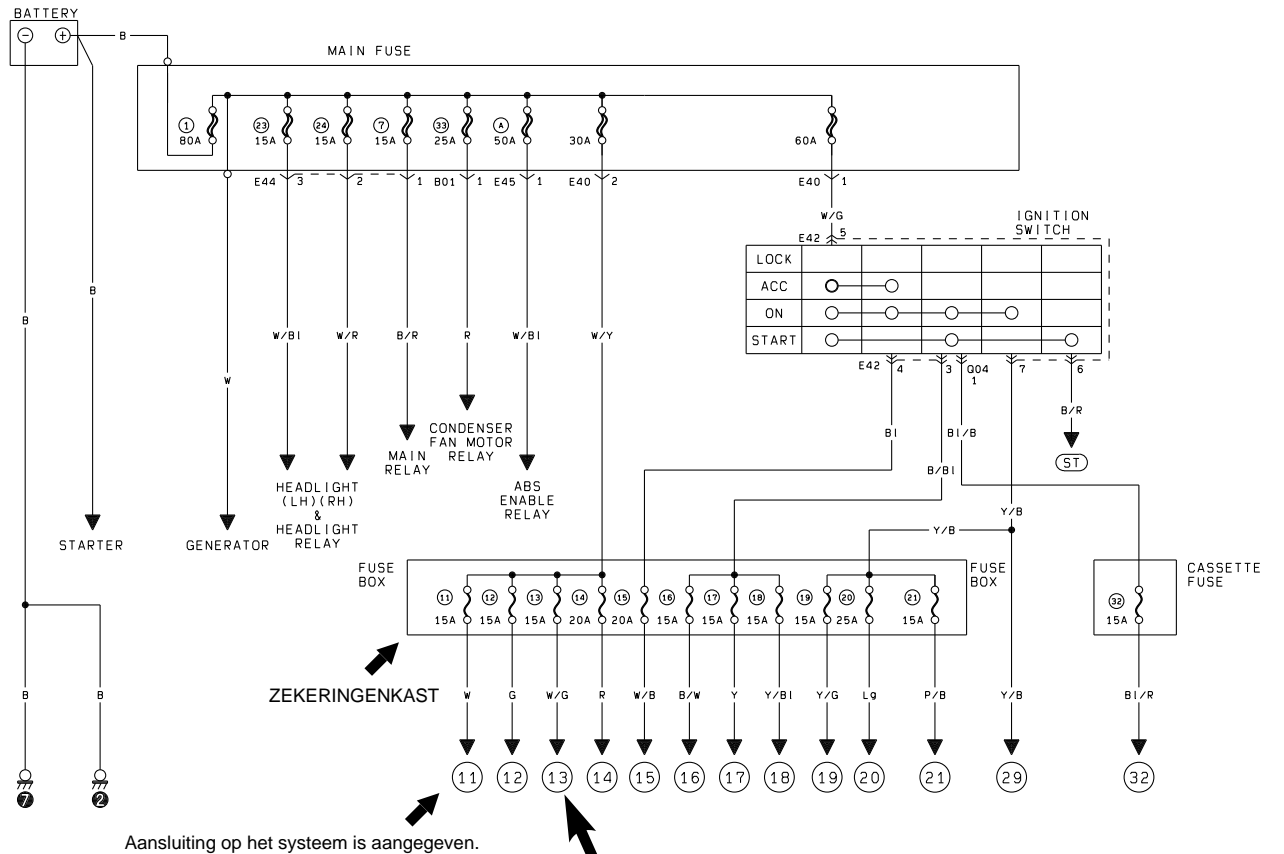 BATTERY
- +
B
MAIN FUSE
1 23 24 7 33 A
80A 15A 15A 15A 25A 50A 30A 60A
E44 3 2 1 B01 1 E45 1 E40 2 E40 1
W/G
IGNITION
SWITCH
E42 5
LOCK
ACC
ON
START
B B W/Bl W/R B/R R W/Bl W/Y
W
E42 4 3 Q04 7 6
1
B/R
ST
Bl Bl/B
B/Bl
Y/B
Y/B
CONDENSER
FAN MOTOR
RELAY
MAIN
RELAY
ABS
ENABLE
RELAY
HEADLIGHT
(LH)(RH)
&
HEADLIGHT
RELAY
STARTER
GENERATOR
FUSE
BOX
FUSE
BOX
CASSETTE
FUSE
11 12 13 14 15 16 17 18 19 20 21 32
15A 15A 15A 20A 20A 15A 15A 15A 15A 25A 15A 15A
ZEKERINGENKAST
B B W G W/G R W/B B/W Y Y/Bl Y/G Lg P/B Y/B Bl/R
11 12 13 14 15 16 17 18 19 20 21 29 32
7 2
Aansluiting op het systeem is aangegeven.